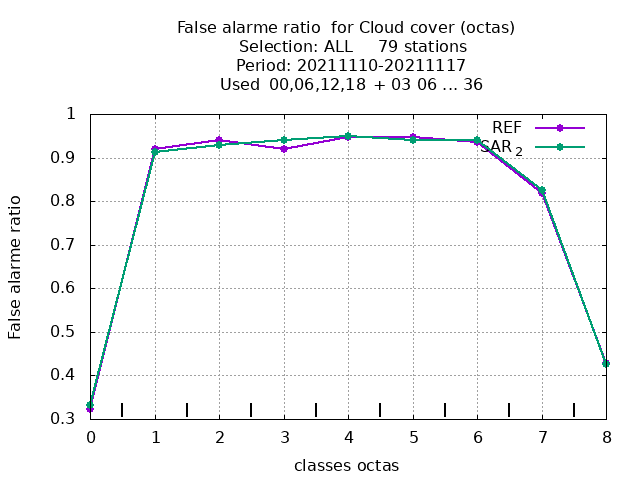 False alarme ratio  for Cloud cover (octas)
Selection: ALL     79 stations
Period: 20211110-20211117
Used  00,06,12,18  + 03 06 ... 36
REF
SAR 2
1
0.9
0.8
0.7
0.6
0.5
0.4
0.3
False alarme ratio
0 1 2 3 4 5 6 7 8
classes octas